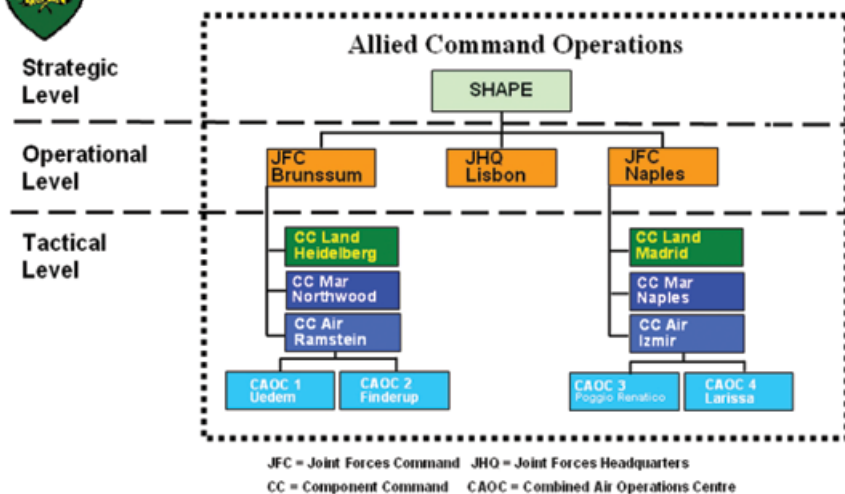 Allied Command Operations
Strategic
Level
SHAPE
Operational
Level
JFC
Brunssum
JHQ
Lisbon
JFC
Naples
Tactical
Level
CC Land
Heidelberg
CC Mar
Northwood
CC Air
Ramstein
CAOC 1
Uedem
CAOC 2
Finderup
CC Land
Madrid
CC Mar
Naples
CC Air
Izmir
CAOC 3
Poggio Renatico
CAOC 4
Larissa
JFC = Joint Forces Command JHQ = Joint Forces Headquarters
CC = Component Command CAOC = Combined Air Operations Centre